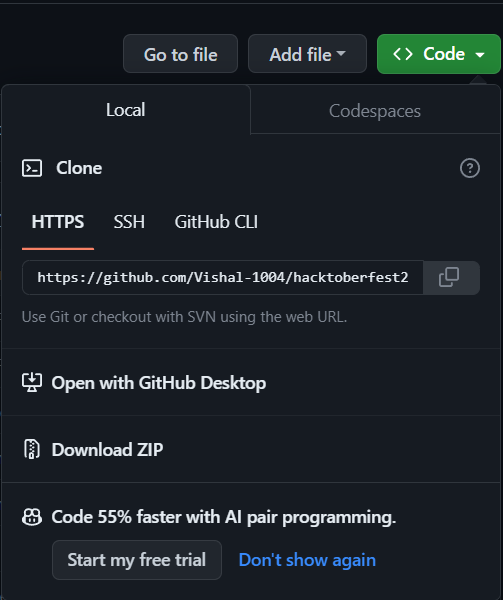 Go to file Add file Code
Local Codespaces
Clone
HTTPS SSH GitHub CLI
https://github.com/Vishal-1004/hacktoberfest2
Use Git or checkout with SVN using the web URL.
Open with GitHub Desktop
Download ZIP
Code 55% faster with AI pair programming.
Start my free trial Don't show again